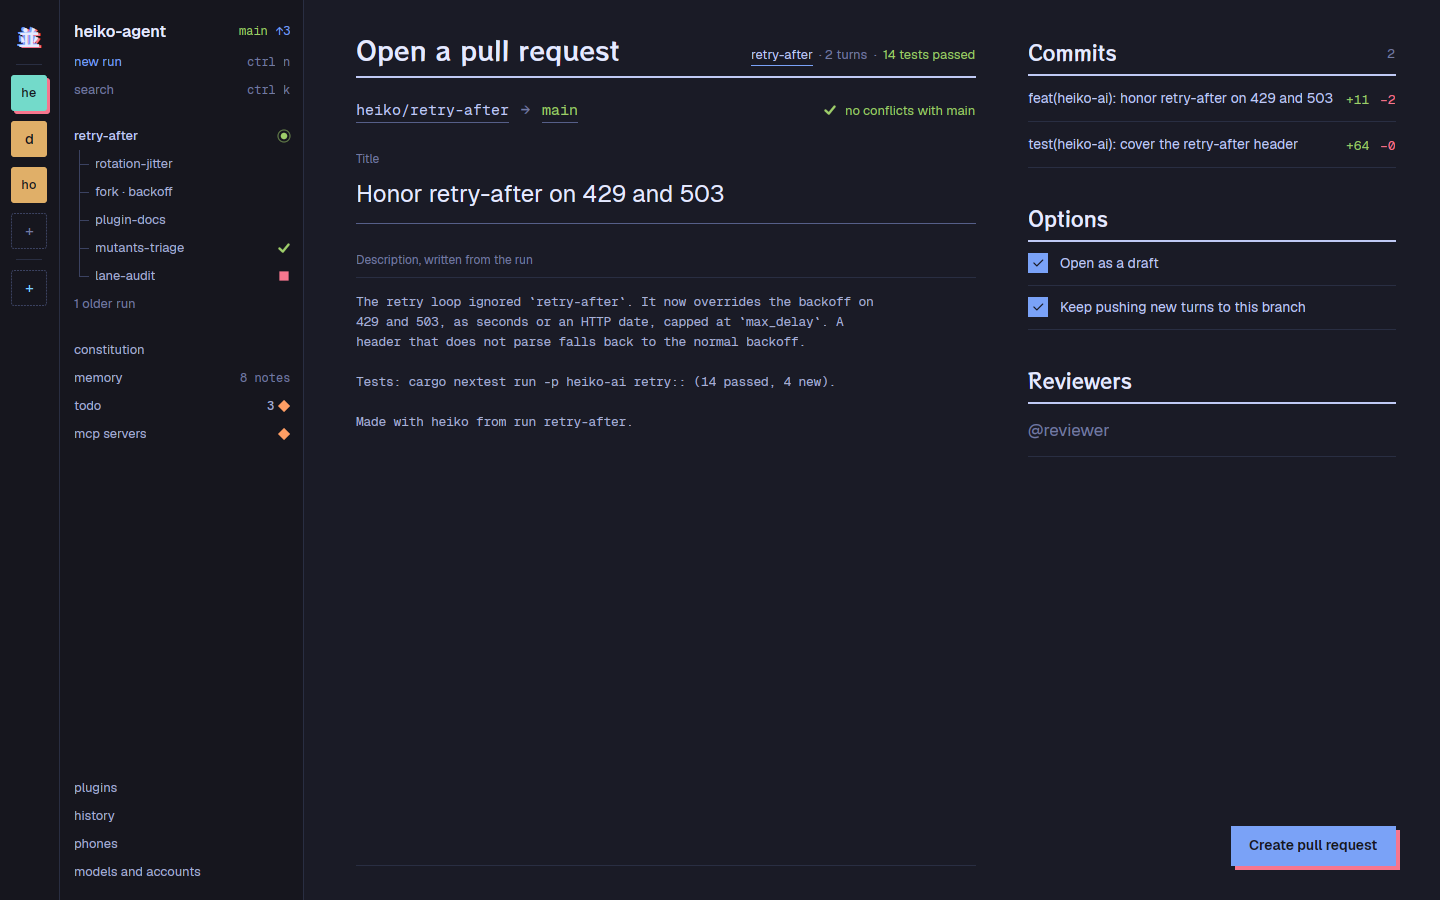 he
d
ho
+
+
heiko-agent main ↑3
new run ctrl n
search ctrl k
retry-after
rotation-jitter
fork · backoff
plugin-docs
mutants-triage
lane-audit
1 older run
constitution
memory 8 notes
todo 3
mcp servers
plugins
history
phones
models and accounts
Open a pull request retry-after · 2 turns · 14 tests passed
heiko/retry-after → main no conflicts with main
Title
Honor retry-after on 429 and 503
Description, written from the run
The retry loop ignored `retry-after`. It now overrides the backoff on
429 and 503, as seconds or an HTTP date, capped at `max_delay`. A
header that does not parse falls back to the normal backoff.
Tests: cargo nextest run -p heiko-ai retry:: (14 passed, 4 new).
Made with heiko from run retry-after.
Commits 2
feat(heiko-ai): honor retry-after on 429 and 503 +11 −2
test(heiko-ai): cover the retry-after header +64 −0
Options
Open as a draft
Keep pushing new turns to this branch
Reviewers
@reviewer
Create pull request